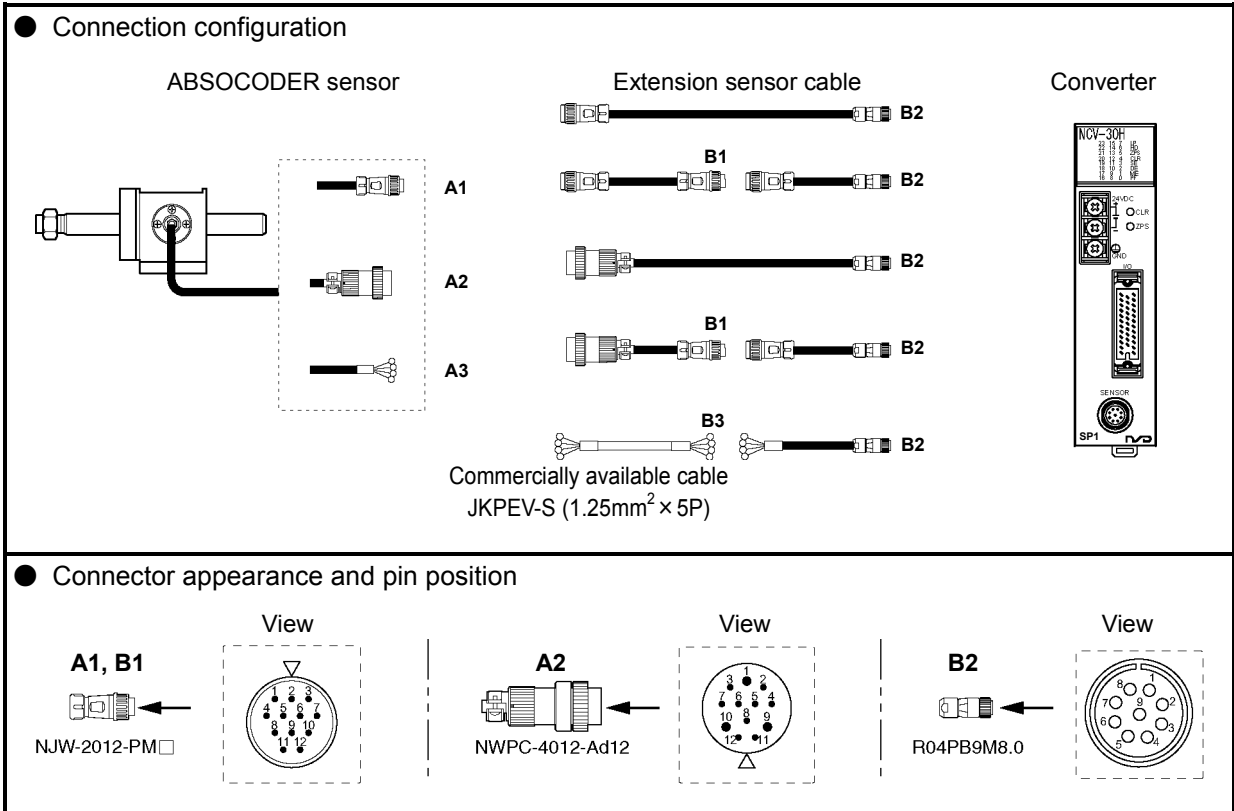 ● Connection configuration
ABSOCODER sensor
Extension sensor cable
Converter
A1
A2
A3
B2
B1
B2
B2
B1
B2
B3
B2
Commercially available cable
JKPEV-S (1.25mm² × 5P)
NCV-30H
24VDC
+
−
CLR
ZPS
GND
I/O
SENSOR
SP1
NSD
● Connector appearance and pin position
A1, B1
NJW-2012-PM□
View
1 2 3
4 5 6 7
8 9 10
11 12
A2
NWPC-4012-Ad12
View
3 1 2
7 6 5 4
10 8 9
12 11
B2
R04PB9M8.0
View
8 1
7 9 2
6 3
5 4